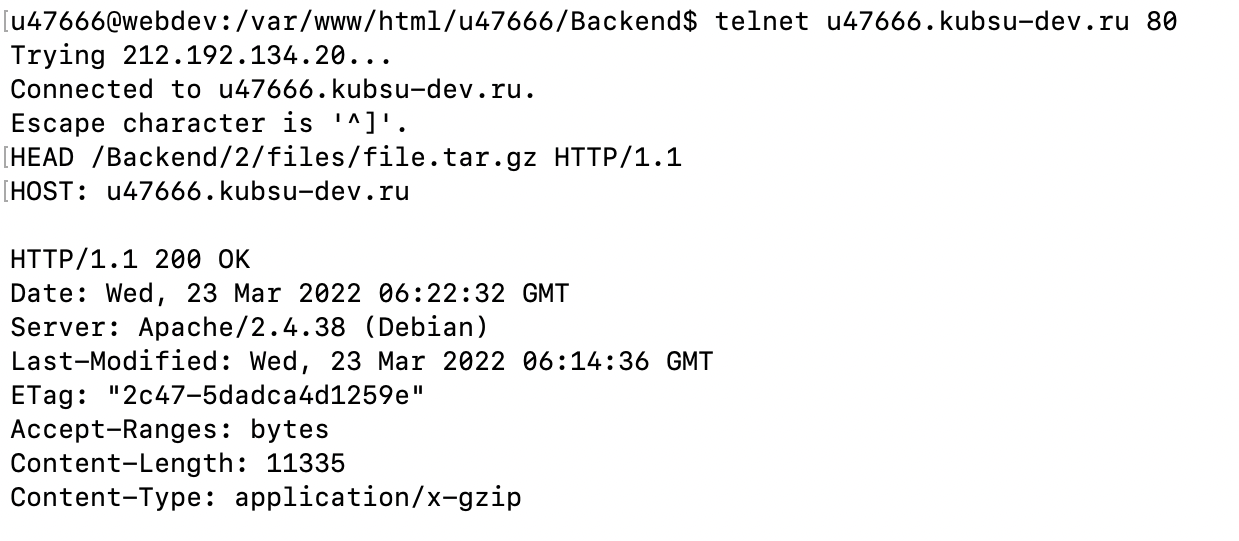 [u47666@webdev:/var/www/html/u47666/Backend$ telnet u47666.kubsu-dev.ru 80
Trying 212.192.134.20...
Connected to u47666.kubsu-dev.ru.
Escape character is '^]'.
[HEAD /Backend/2/files/file.tar.gz HTTP/1.1
[HOST: u47666.kubsu-dev.ru
HTTP/1.1 200 OK
Date: Wed, 23 Mar 2022 06:22:32 GMT
Server: Apache/2.4.38 (Debian)
Last-Modified: Wed, 23 Mar 2022 06:14:36 GMT
ETag: "2c47-5dadca4d1259e"
Accept-Ranges: bytes
Content-Length: 11335
Content-Type: application/x-gzip